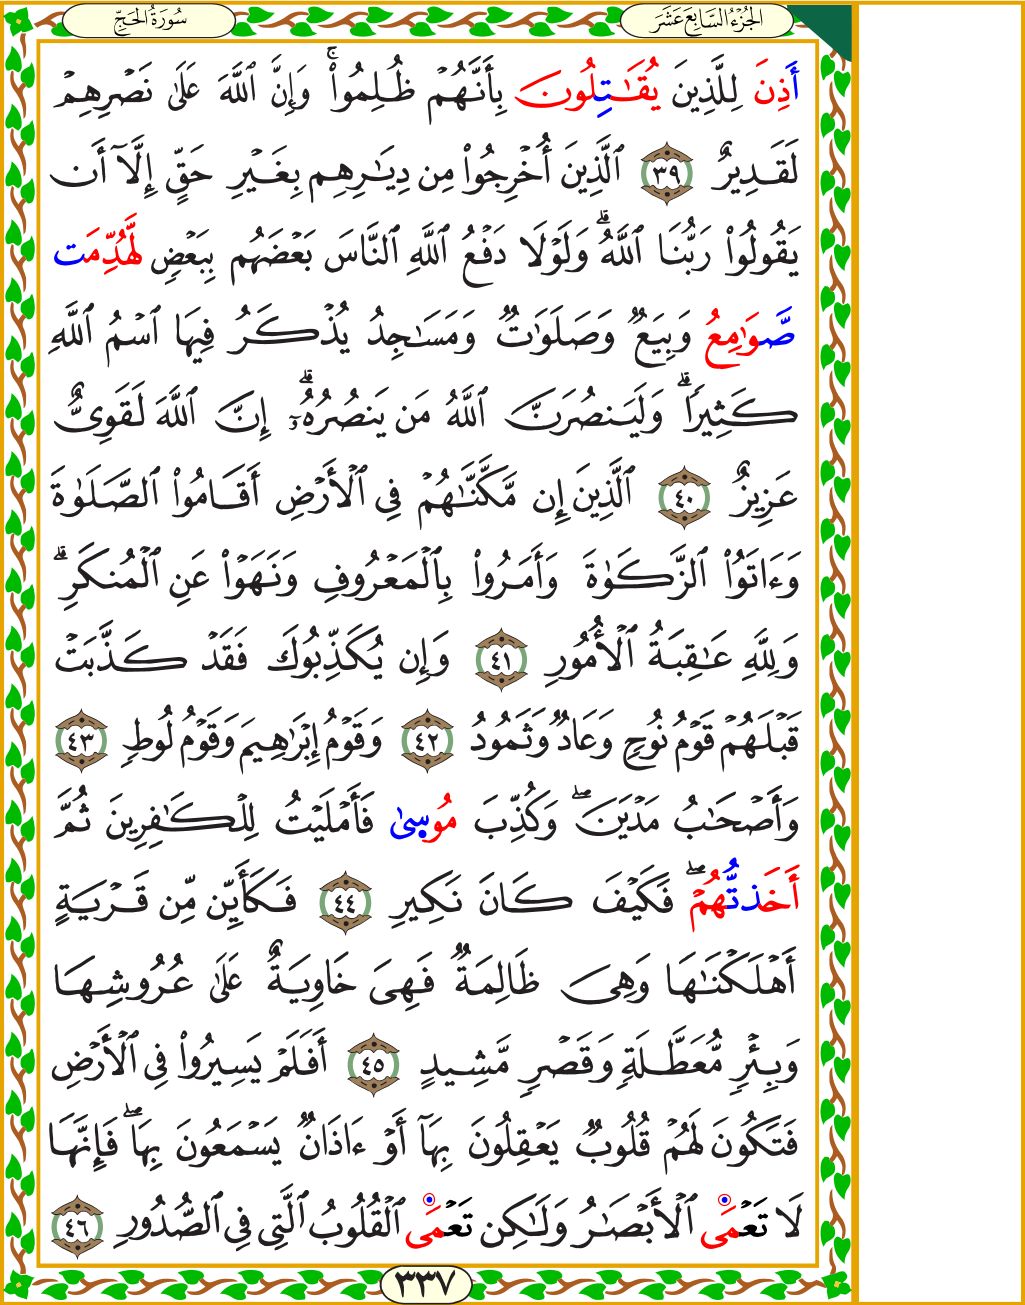 الجُزْءُ السَّابِعَ عَشَرَ
سُورَةُ الحَجِّ
أَذِنَ لِلَّذِينَ يُقَٰتِلُونَ بِأَنَّهُمۡ ظُلِمُواْۚ وَإِنَّ ٱللَّهَ عَلَىٰ نَصۡرِهِمۡ
لَقَدِيرٌ ٣٩ ٱلَّذِينَ أُخۡرِجُواْ مِن دِيَٰرِهِم بِغَيۡرِ حَقٍّ إِلَّآ أَن
يَقُولُواْ رَبُّنَا ٱللَّهُۗ وَلَوۡلَا دَفۡعُ ٱللَّهِ ٱلنَّاسَ بَعۡضَهُم بِبَعۡضٖ لَّهُدِّمَت
صَّوَٰمِعُ وَبِيَعٞ وَصَلَوَٰتٞ وَمَسَٰجِدُ يُذۡكَرُ فِيهَا ٱسۡمُ ٱللَّهِ
كَثِيرٗاۗ وَلَيَنصُرَنَّ ٱللَّهُ مَن يَنصُرُهُۥٓۗ إِنَّ ٱللَّهَ لَقَوِيٌّ
عَزِيزٌ ٤٠ ٱلَّذِينَ إِن مَّكَّنَّٰهُمۡ فِي ٱلۡأَرۡضِ أَقَامُواْ ٱلصَّلَوٰةَ
وَءَاتَوُاْ ٱلزَّكَوٰةَ وَأَمَرُواْ بِٱلۡمَعۡرُوفِ وَنَهَوۡاْ عَنِ ٱلۡمُنكَرِۗ
وَلِلَّهِ عَٰقِبَةُ ٱلۡأُمُورِ ٤١ وَإِن يُكَذِّبُوكَ فَقَدۡ كَذَّبَتۡ
قَبۡلَهُمۡ قَوۡمُ نُوحٖ وَعَادٞ وَثَمُودُ ٤٢ وَقَوۡمُ إِبۡرَٰهِيمَ وَقَوۡمُ لُوطٖ ٤٣
وَأَصۡحَٰبُ مَدۡيَنَۖ وَكُذِّبَ مُوسَىٰ فَأَمۡلَيۡتُ لِلۡكَٰفِرِينَ ثُمَّ
أَخَذتُّهُمۡۖ فَكَيۡفَ كَانَ نَكِيرِ ٤٤ فَكَأَيِّن مِّن قَرۡيَةٍ
أَهۡلَكۡنَٰهَا وَهِيَ ظَالِمَةٞ فَهِيَ خَاوِيَةٌ عَلَىٰ عُرُوشِهَا
وَبِئۡرٖ مُّعَطَّلَةٖ وَقَصۡرٖ مَّشِيدٍ ٤٥ أَفَلَمۡ يَسِيرُواْ فِي ٱلۡأَرۡضِ
فَتَكُونَ لَهُمۡ قُلُوبٞ يَعۡقِلُونَ بِهَآ أَوۡ ءَاذَانٞ يَسۡمَعُونَ بِهَاۖ فَإِنَّهَا
لَا تَعۡمَى ٱلۡأَبۡصَٰرُ وَلَٰكِن تَعۡمَى ٱلۡقُلُوبُ ٱلَّتِي فِي ٱلصُّدُورِ ٤٦
٣٣٧